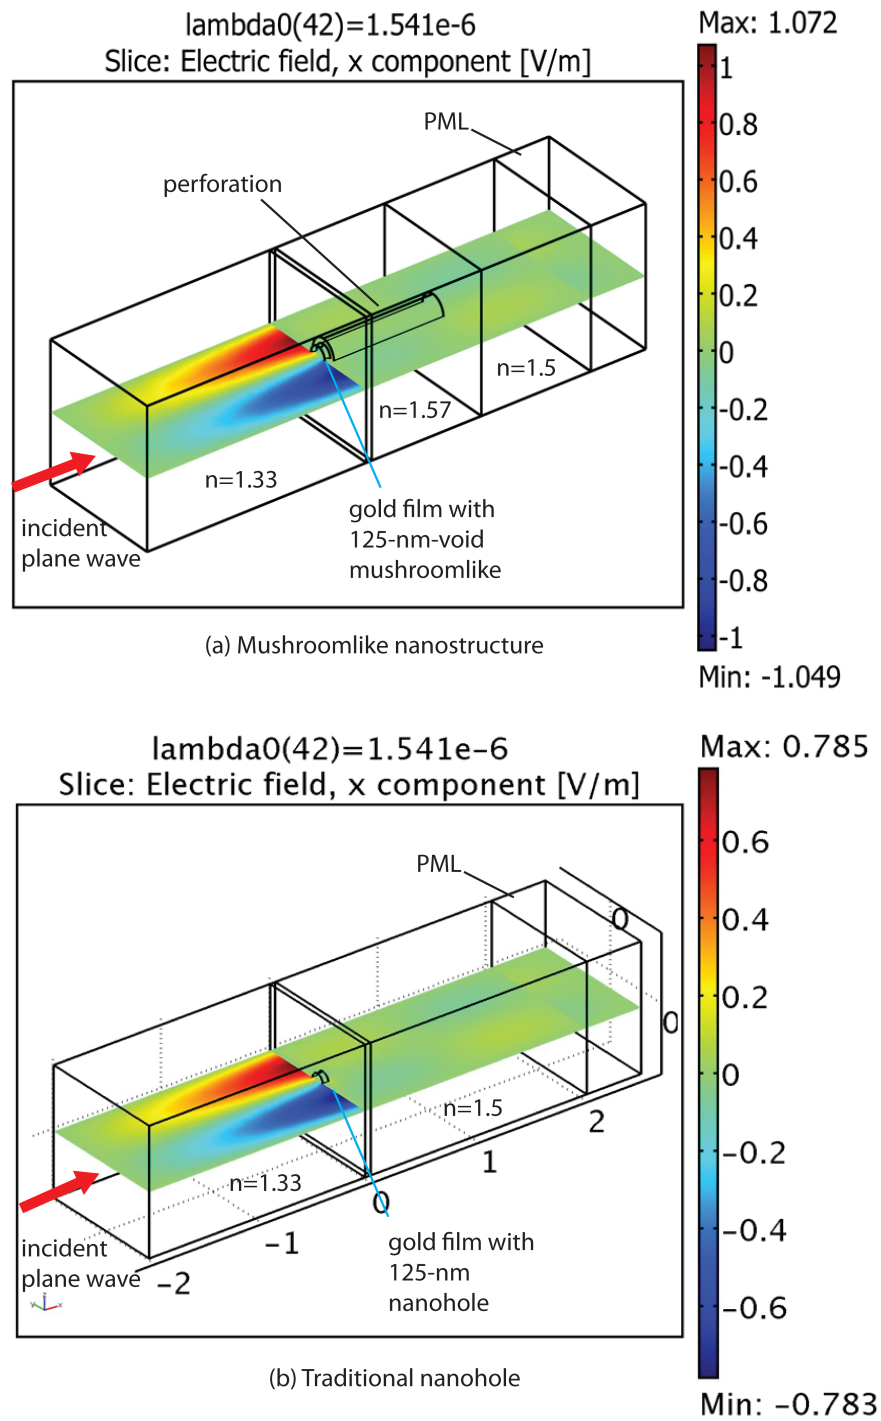 lambda0(42)=1.541e-6
Slice: Electric field, x component [V/m]
Max: 1.072
PML
perforation
n=1.5
n=1.57
n=1.33
incident
plane wave
gold film with
125-nm-void
mushroomlike
1
0.8
0.6
0.4
0.2
0
-0.2
-0.4
-0.6
-0.8
-1
Min: -1.049
(a) Mushroomlike nanostructure
lambda0(42)=1.541e-6
Slice: Electric field, x component [V/m]
Max: 0.785
PML
0
0
n=1.5
2
1
n=1.33
0
-1
-2
incident
plane wave
gold film with
125-nm
nanohole
y
z
x
0.6
0.4
0.2
0
-0.2
-0.4
-0.6
Min: -0.783
(b) Traditional nanohole